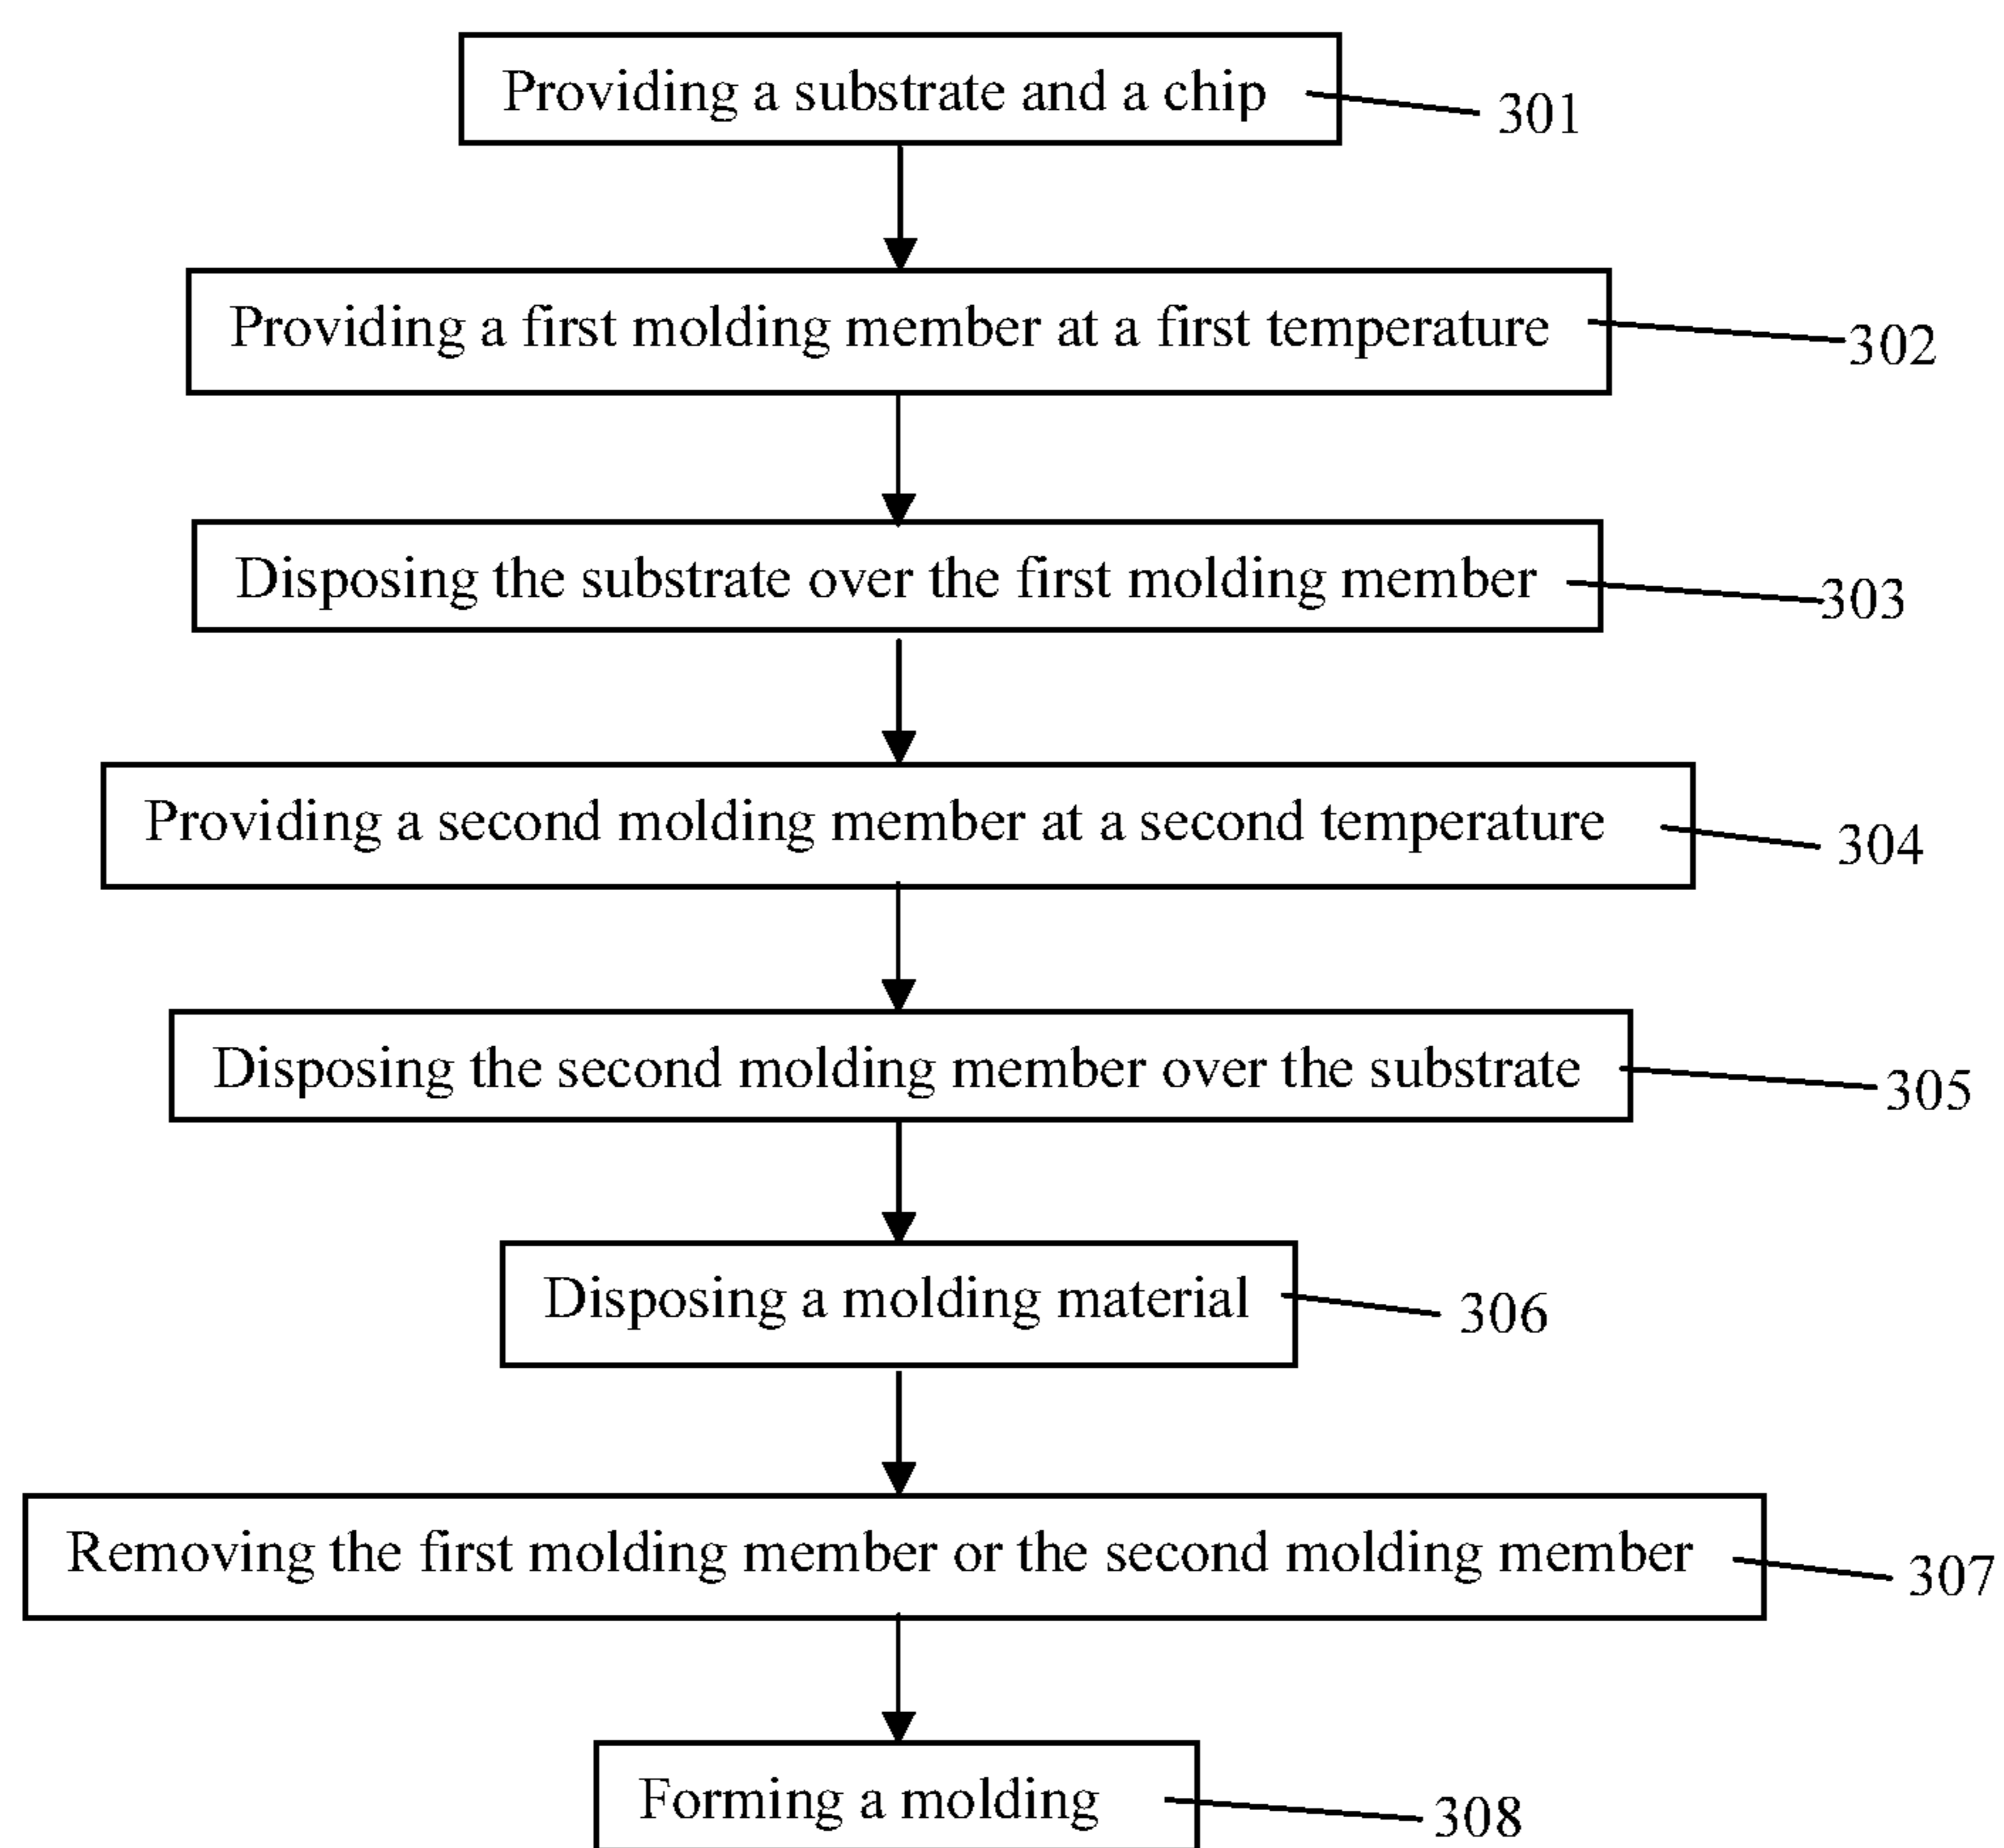 Providing a substrate and a chip
301
Providing a first molding member at a first temperature
302
Disposing the substrate over the first molding member
303
Providing a second molding member at a second temperature
304
Disposing the second molding member over the substrate
305
Disposing a molding material
306
Removing the first molding member or the second molding member
307
Forming a molding
308